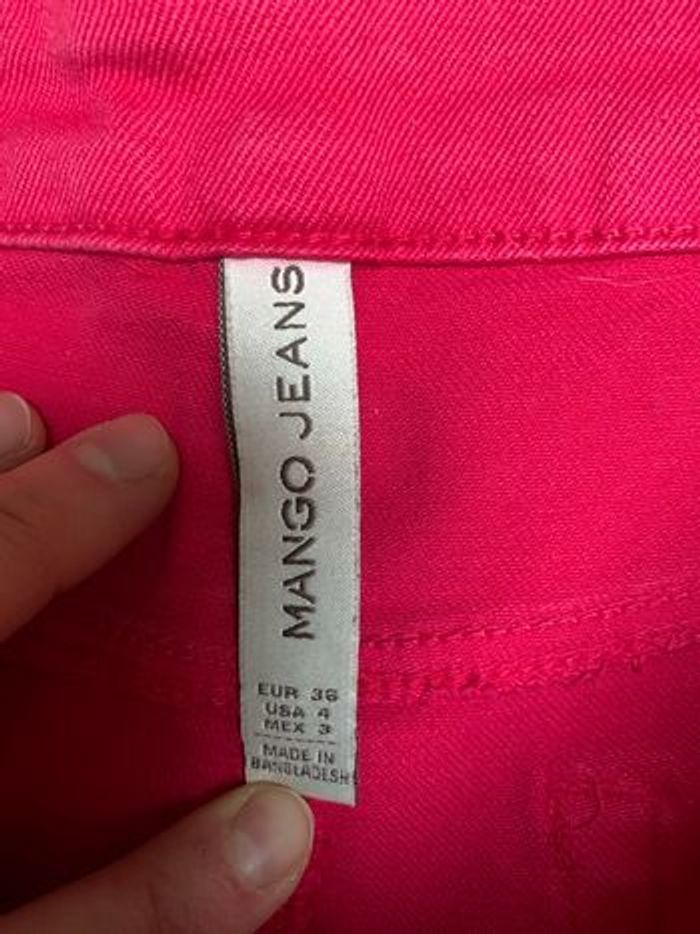 MANGO JEANS
EUR 36
USA 4
MEX 3
MADE IN
BANGLADESH